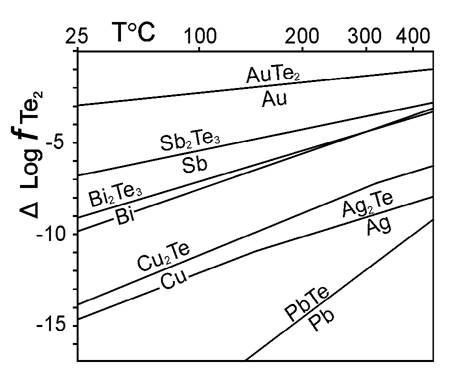 T°C
25 100 200 300 400
Δ Log f Te₂
-5
-10
-15
AuTe₂
Au
Sb₂Te₃
Sb
Bi₂Te₃
Bi
Cu₂Te
Cu
Ag₂Te
Ag
PbTe
Pb